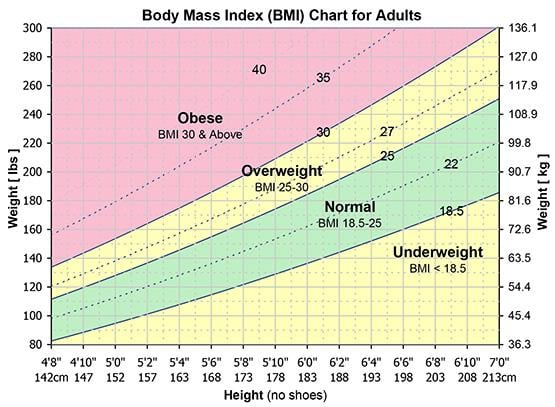 Body Mass Index (BMI) Chart for Adults
300
280
260
240
220
200
180
160
140
120
100
80
Weight [ lbs ]
136.1
127.0
117.9
108.9
99.8
90.7
81.6
72.6
63.5
54.4
45.4
36.3
Weight [ kg ]
40
35
Obese
BMI 30 & Above
30
27
Overweight
BMI 25-30
25
22
Normal
BMI 18.5-25
18.5
Underweight
BMI < 18.5
4'8" 4'10" 5'0" 5'2" 5'4" 5'6" 5'8" 5'10" 6'0" 6'2" 6'4" 6'6" 6'8" 6'10" 7'0"
142cm 147 152 157 163 168 173 178 183 188 193 198 203 208 213cm
Height (no shoes)